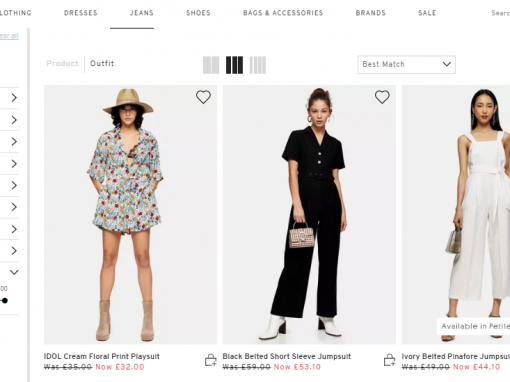 LOTHING DRESSES JEANS SHOES BAGS & ACCESSORIES BRANDS SALE Searc
ear all
Product Outfit Best Match
00
Available in Petite
IDOL Cream Floral Print Playsuit
Was £35.00 Now £32.00
Black Belted Short Sleeve Jumpsuit
Was £59.00 Now £53.10
Ivory Belted Pinafore Jumpsui
Was £49.00 Now £44.10